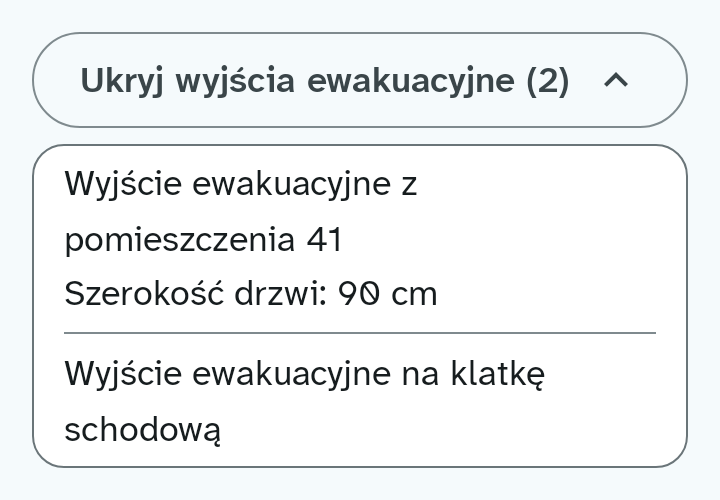 Ukryj wyjścia ewakuacyjne (2)
Wyjście ewakuacyjne z
pomieszczenia 41
Szerokość drzwi: 90 cm
Wyjście ewakuacyjne na klatkę
schodową